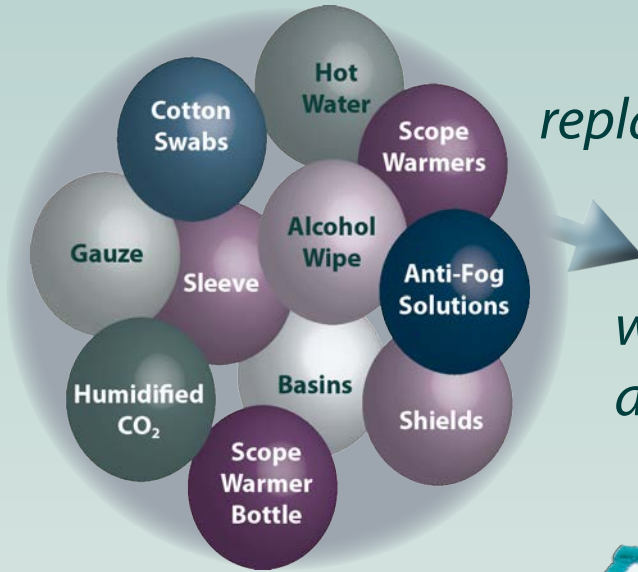 Hot
Water
Cotton
Swabs
Scope
Warmers
Alcohol
Wipe
Gauze
Sleeve
Anti-Fog
Solutions
Basins
Humidified
CO₂
Shields
Scope
Warmer
Bottle